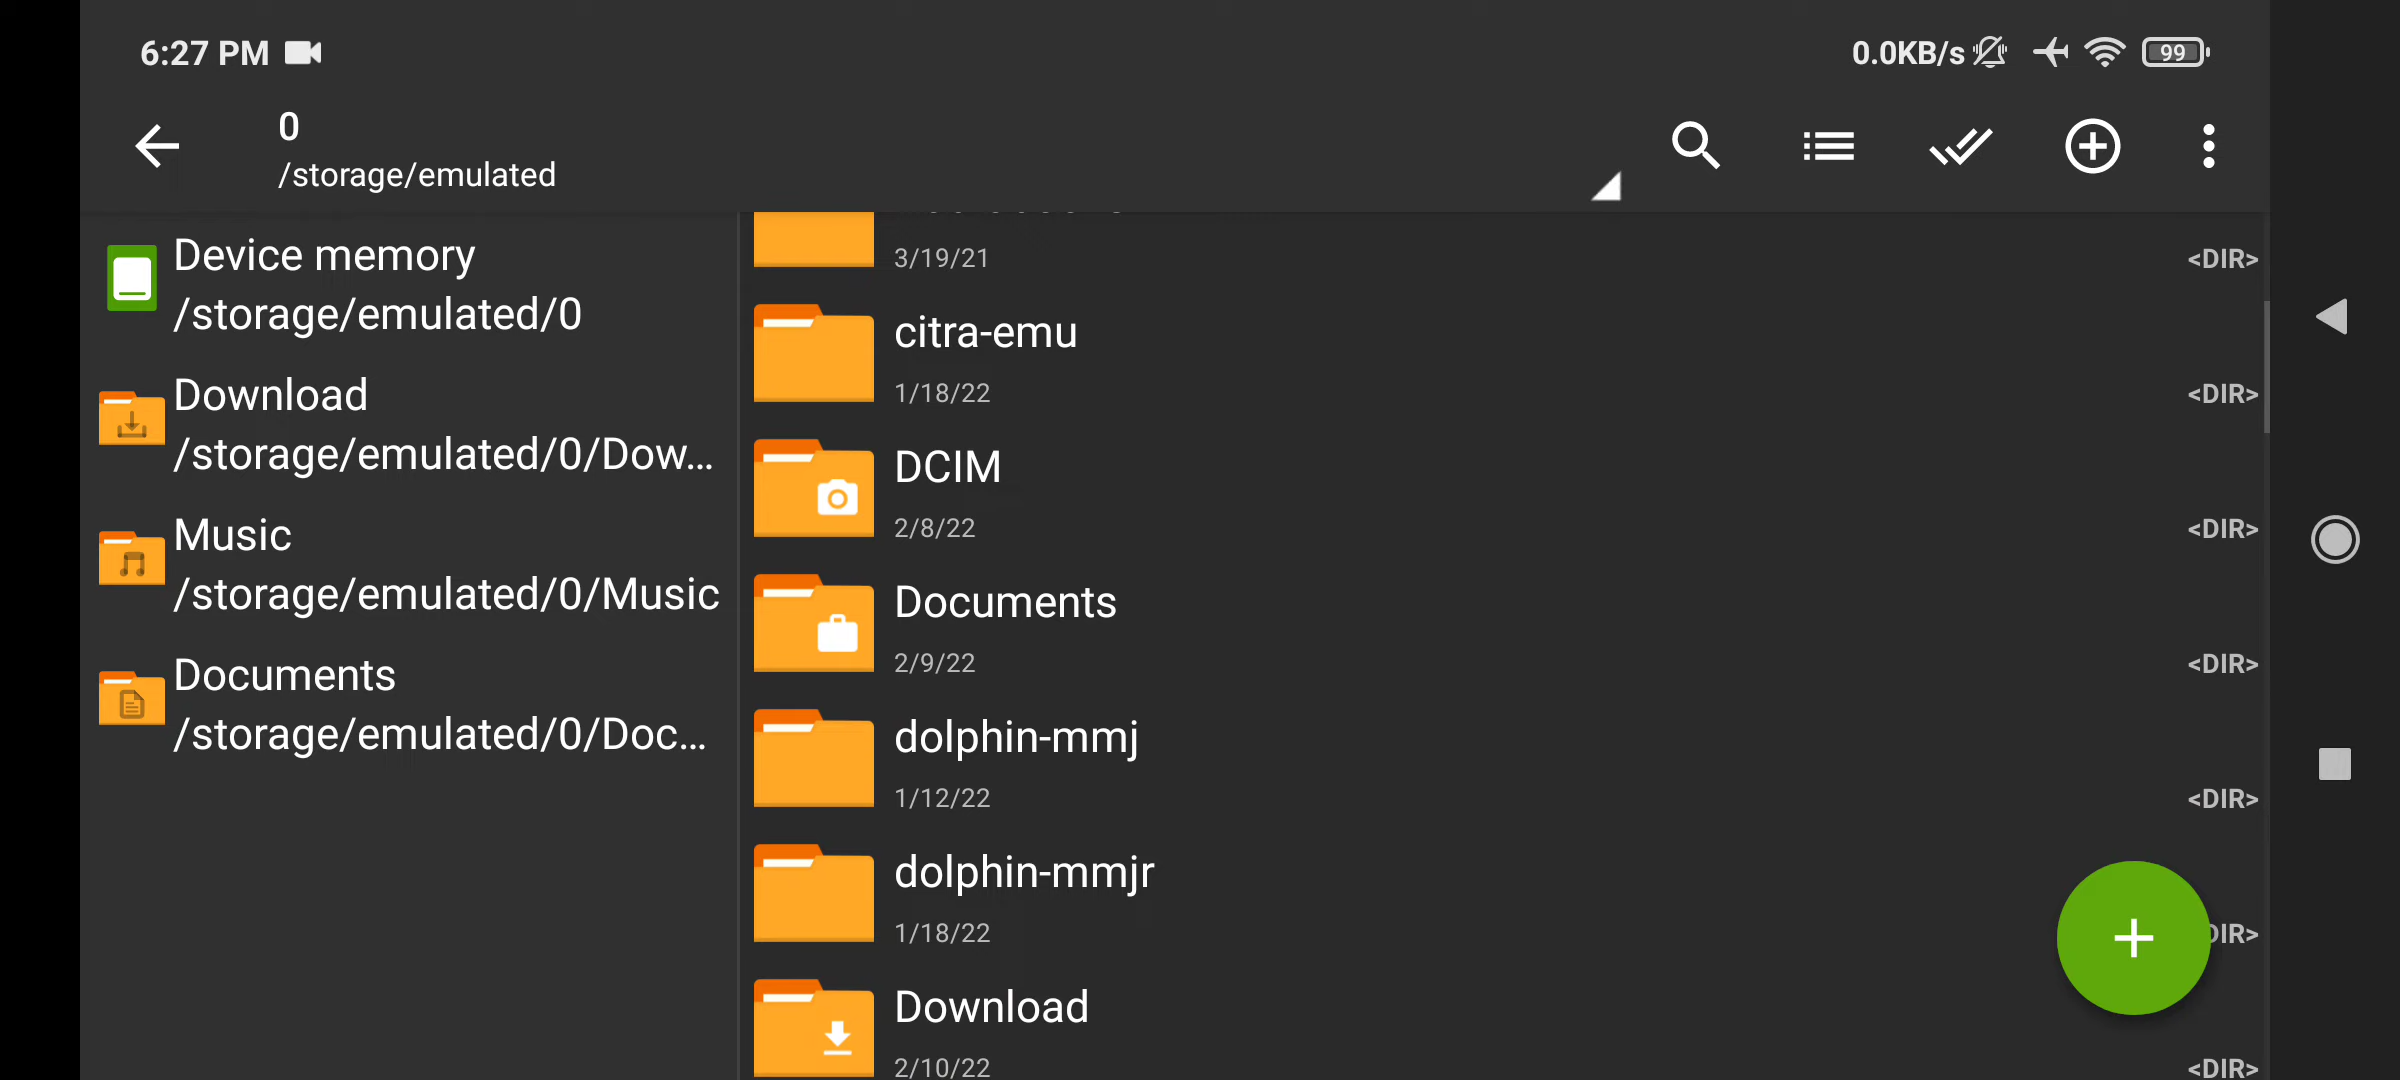 6:27 PM
0.0KB/s
99
0
/storage/emulated
Device memory
/storage/emulated/0
Download
/storage/emulated/0/Dow...
Music
/storage/emulated/0/Music
Documents
/storage/emulated/0/Doc...
3/19/21
<DIR>
citra-emu
1/18/22
<DIR>
DCIM
2/8/22
<DIR>
Documents
2/9/22
<DIR>
dolphin-mmj
1/12/22
<DIR>
dolphin-mmjr
1/18/22
DIR>
Download
2/10/22
<DIR>